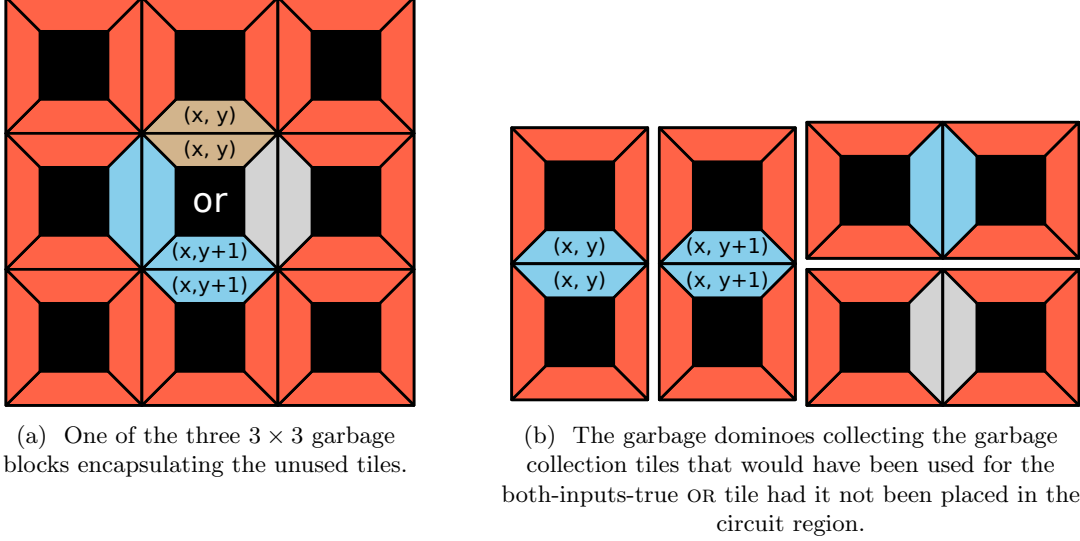 (x, y)
(x, y)
or
(x,y+1)
(x,y+1)
(x, y)
(x, y)
(x, y+1)
(x, y+1)
(a) One of the three 3 × 3 garbage
blocks encapsulating the unused tiles.
(b) The garbage dominoes collecting the garbage
collection tiles that would have been used for the
both-inputs-true OR tile had it not been placed in the
circuit region.